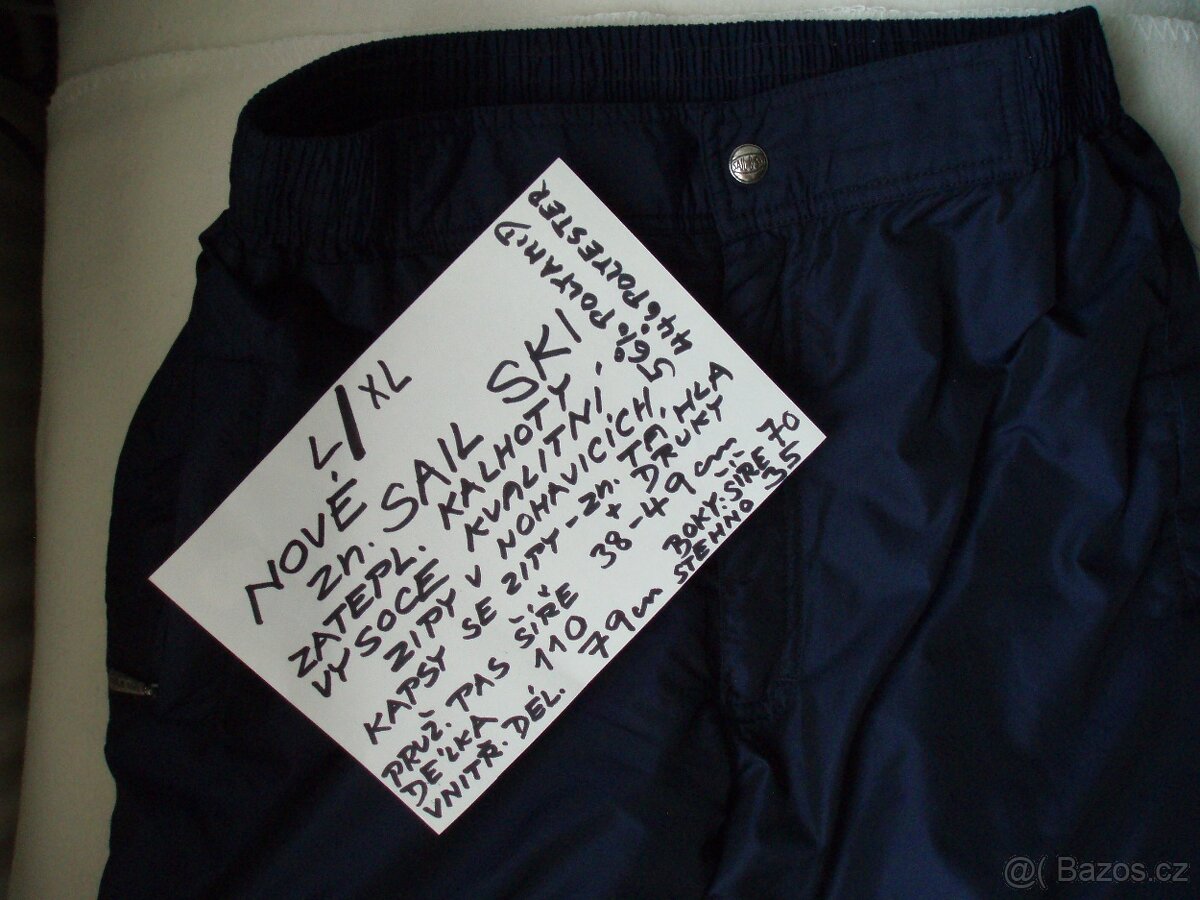 L/XL
NOVÉ
zn. SAIL SKI
ZATEPL. KALHOTY
VYSOCE KVALITNÍ, 56% POLYAMID
44% POLYESTER
ZIPY V NOHAVICÍCH,
KAPSY SE ZIPY - zn.
+ DRUKY
PRUŽ. PAS ŠÍŘE 38-49 cm
DÉLKA 110
VNITŘ. DÉL. 79 cm
BOKY: ŠÍŘE 70
STEHNO 35
@( Bazos.cz